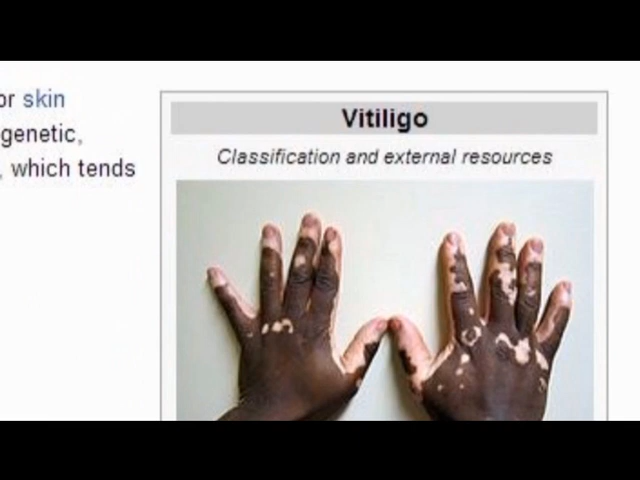 or skin
genetic,
, which tends
Vitiligo
Classification and external resources